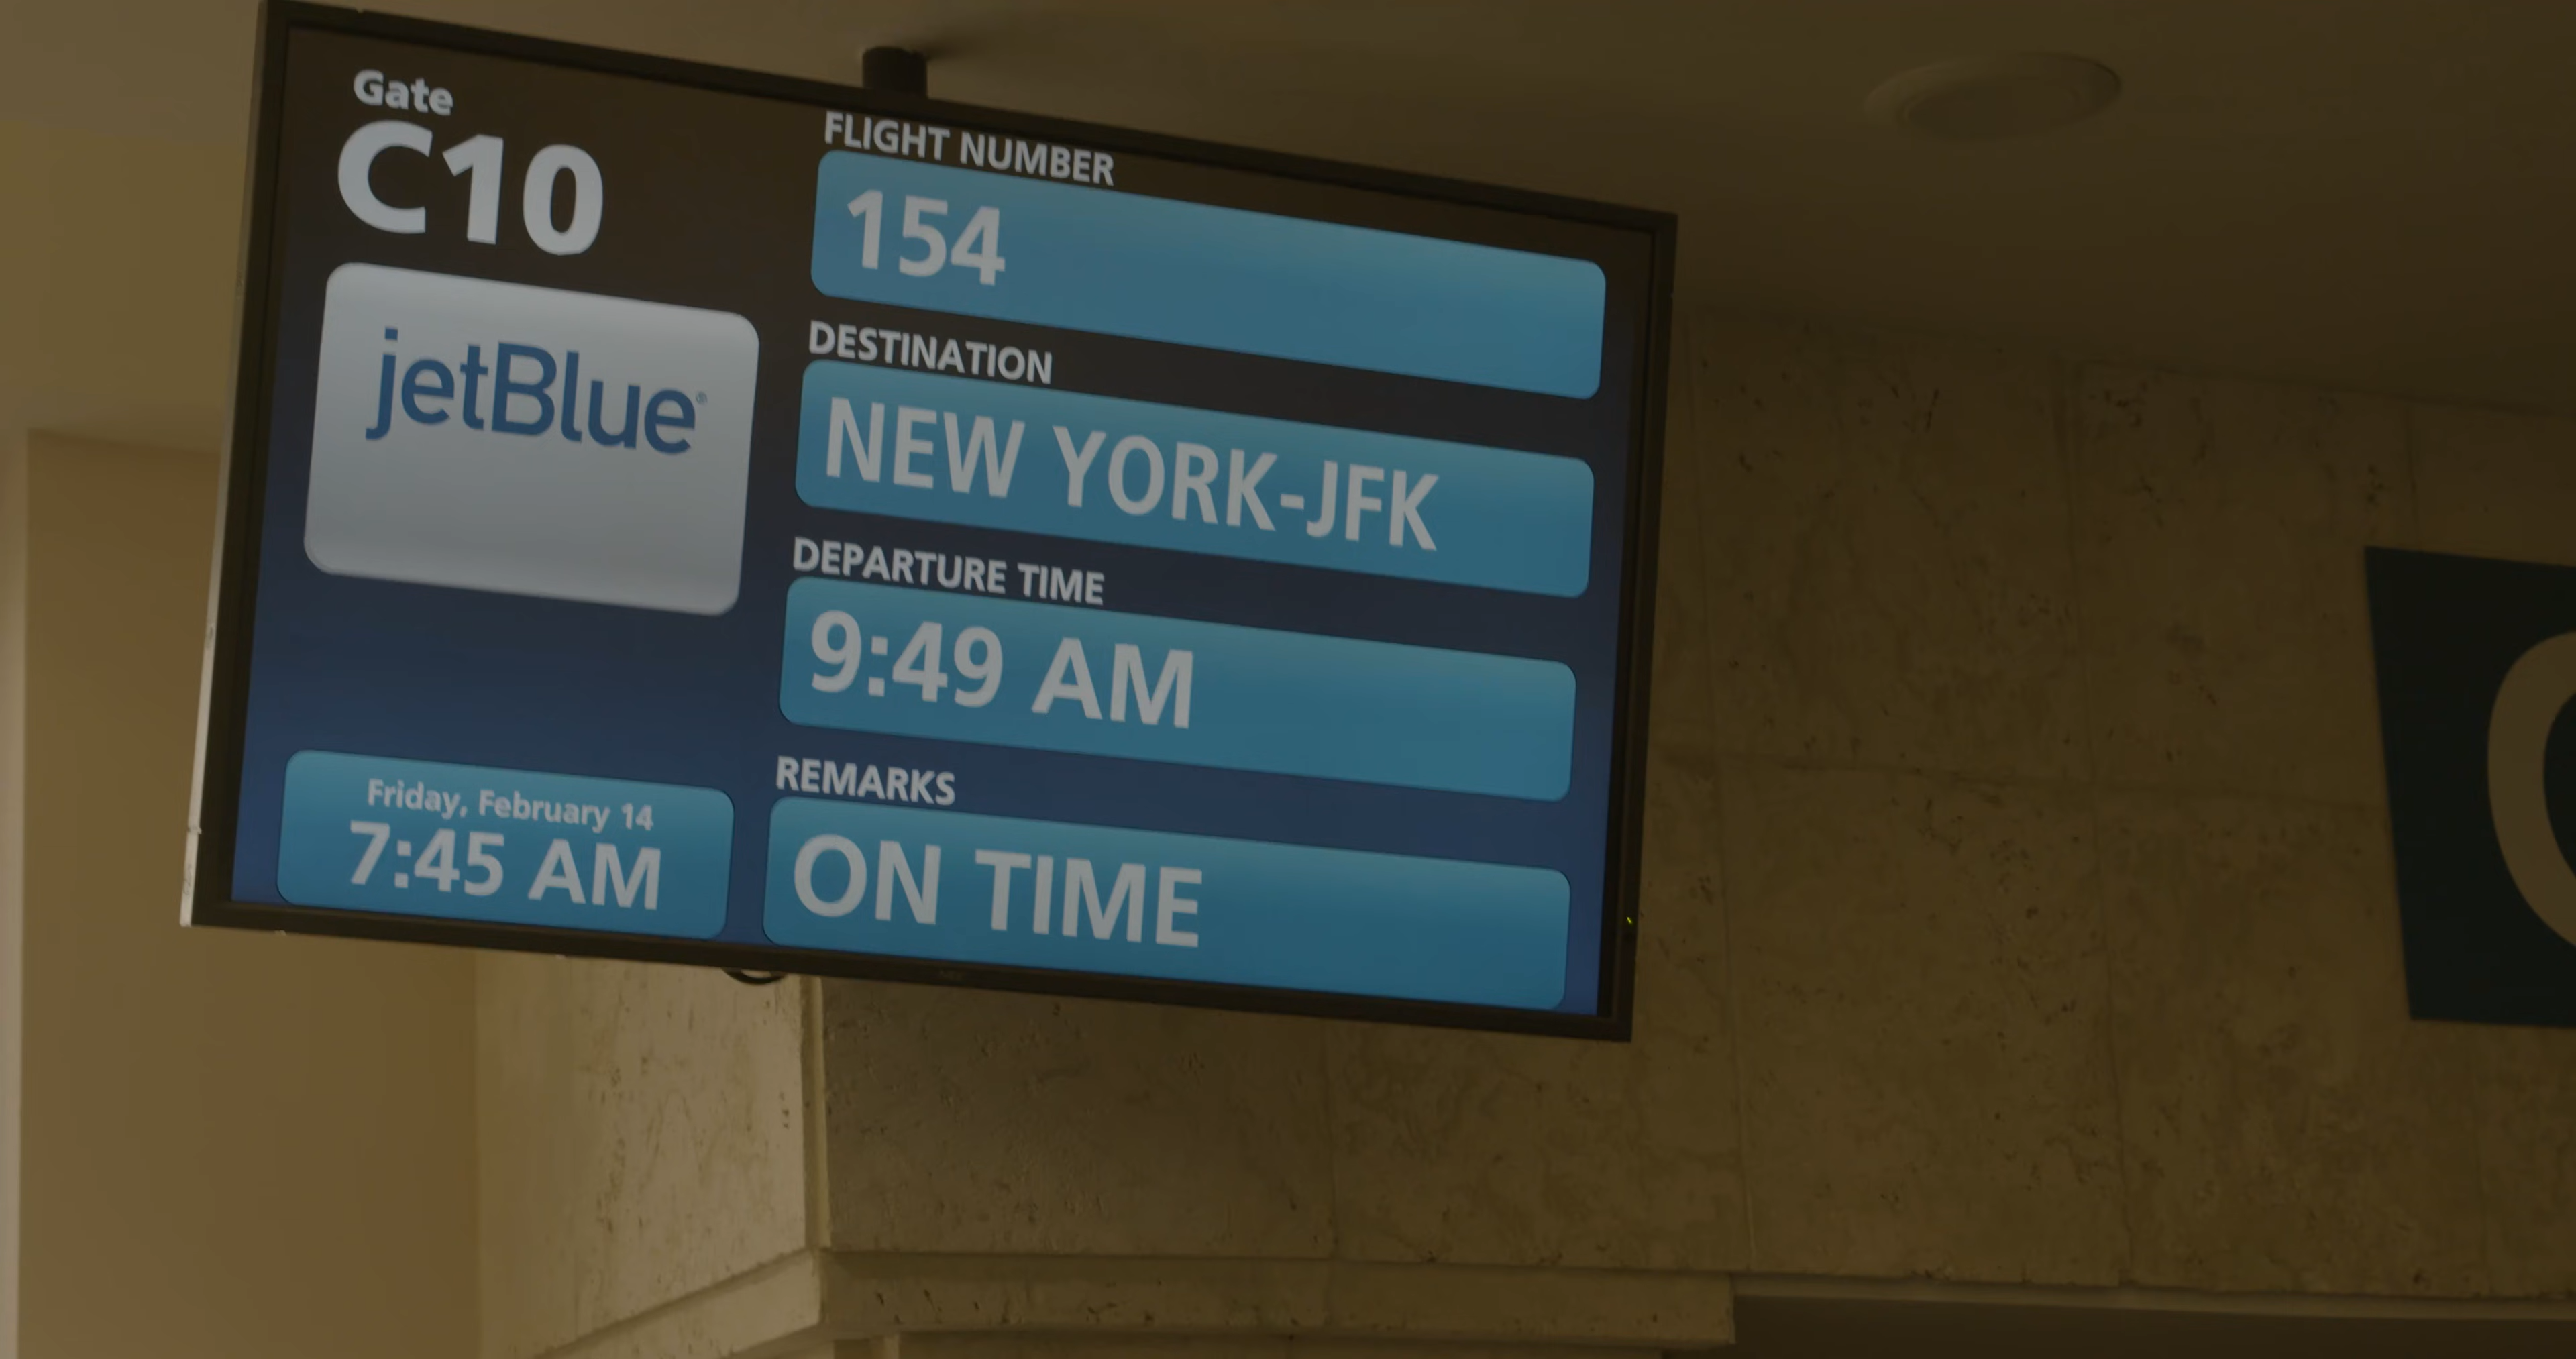 Gate
C10
jetBlue
Friday, February 14
7:45 AM
FLIGHT NUMBER
154
DESTINATION
NEW YORK-JFK
DEPARTURE TIME
9:49 AM
REMARKS
ON TIME